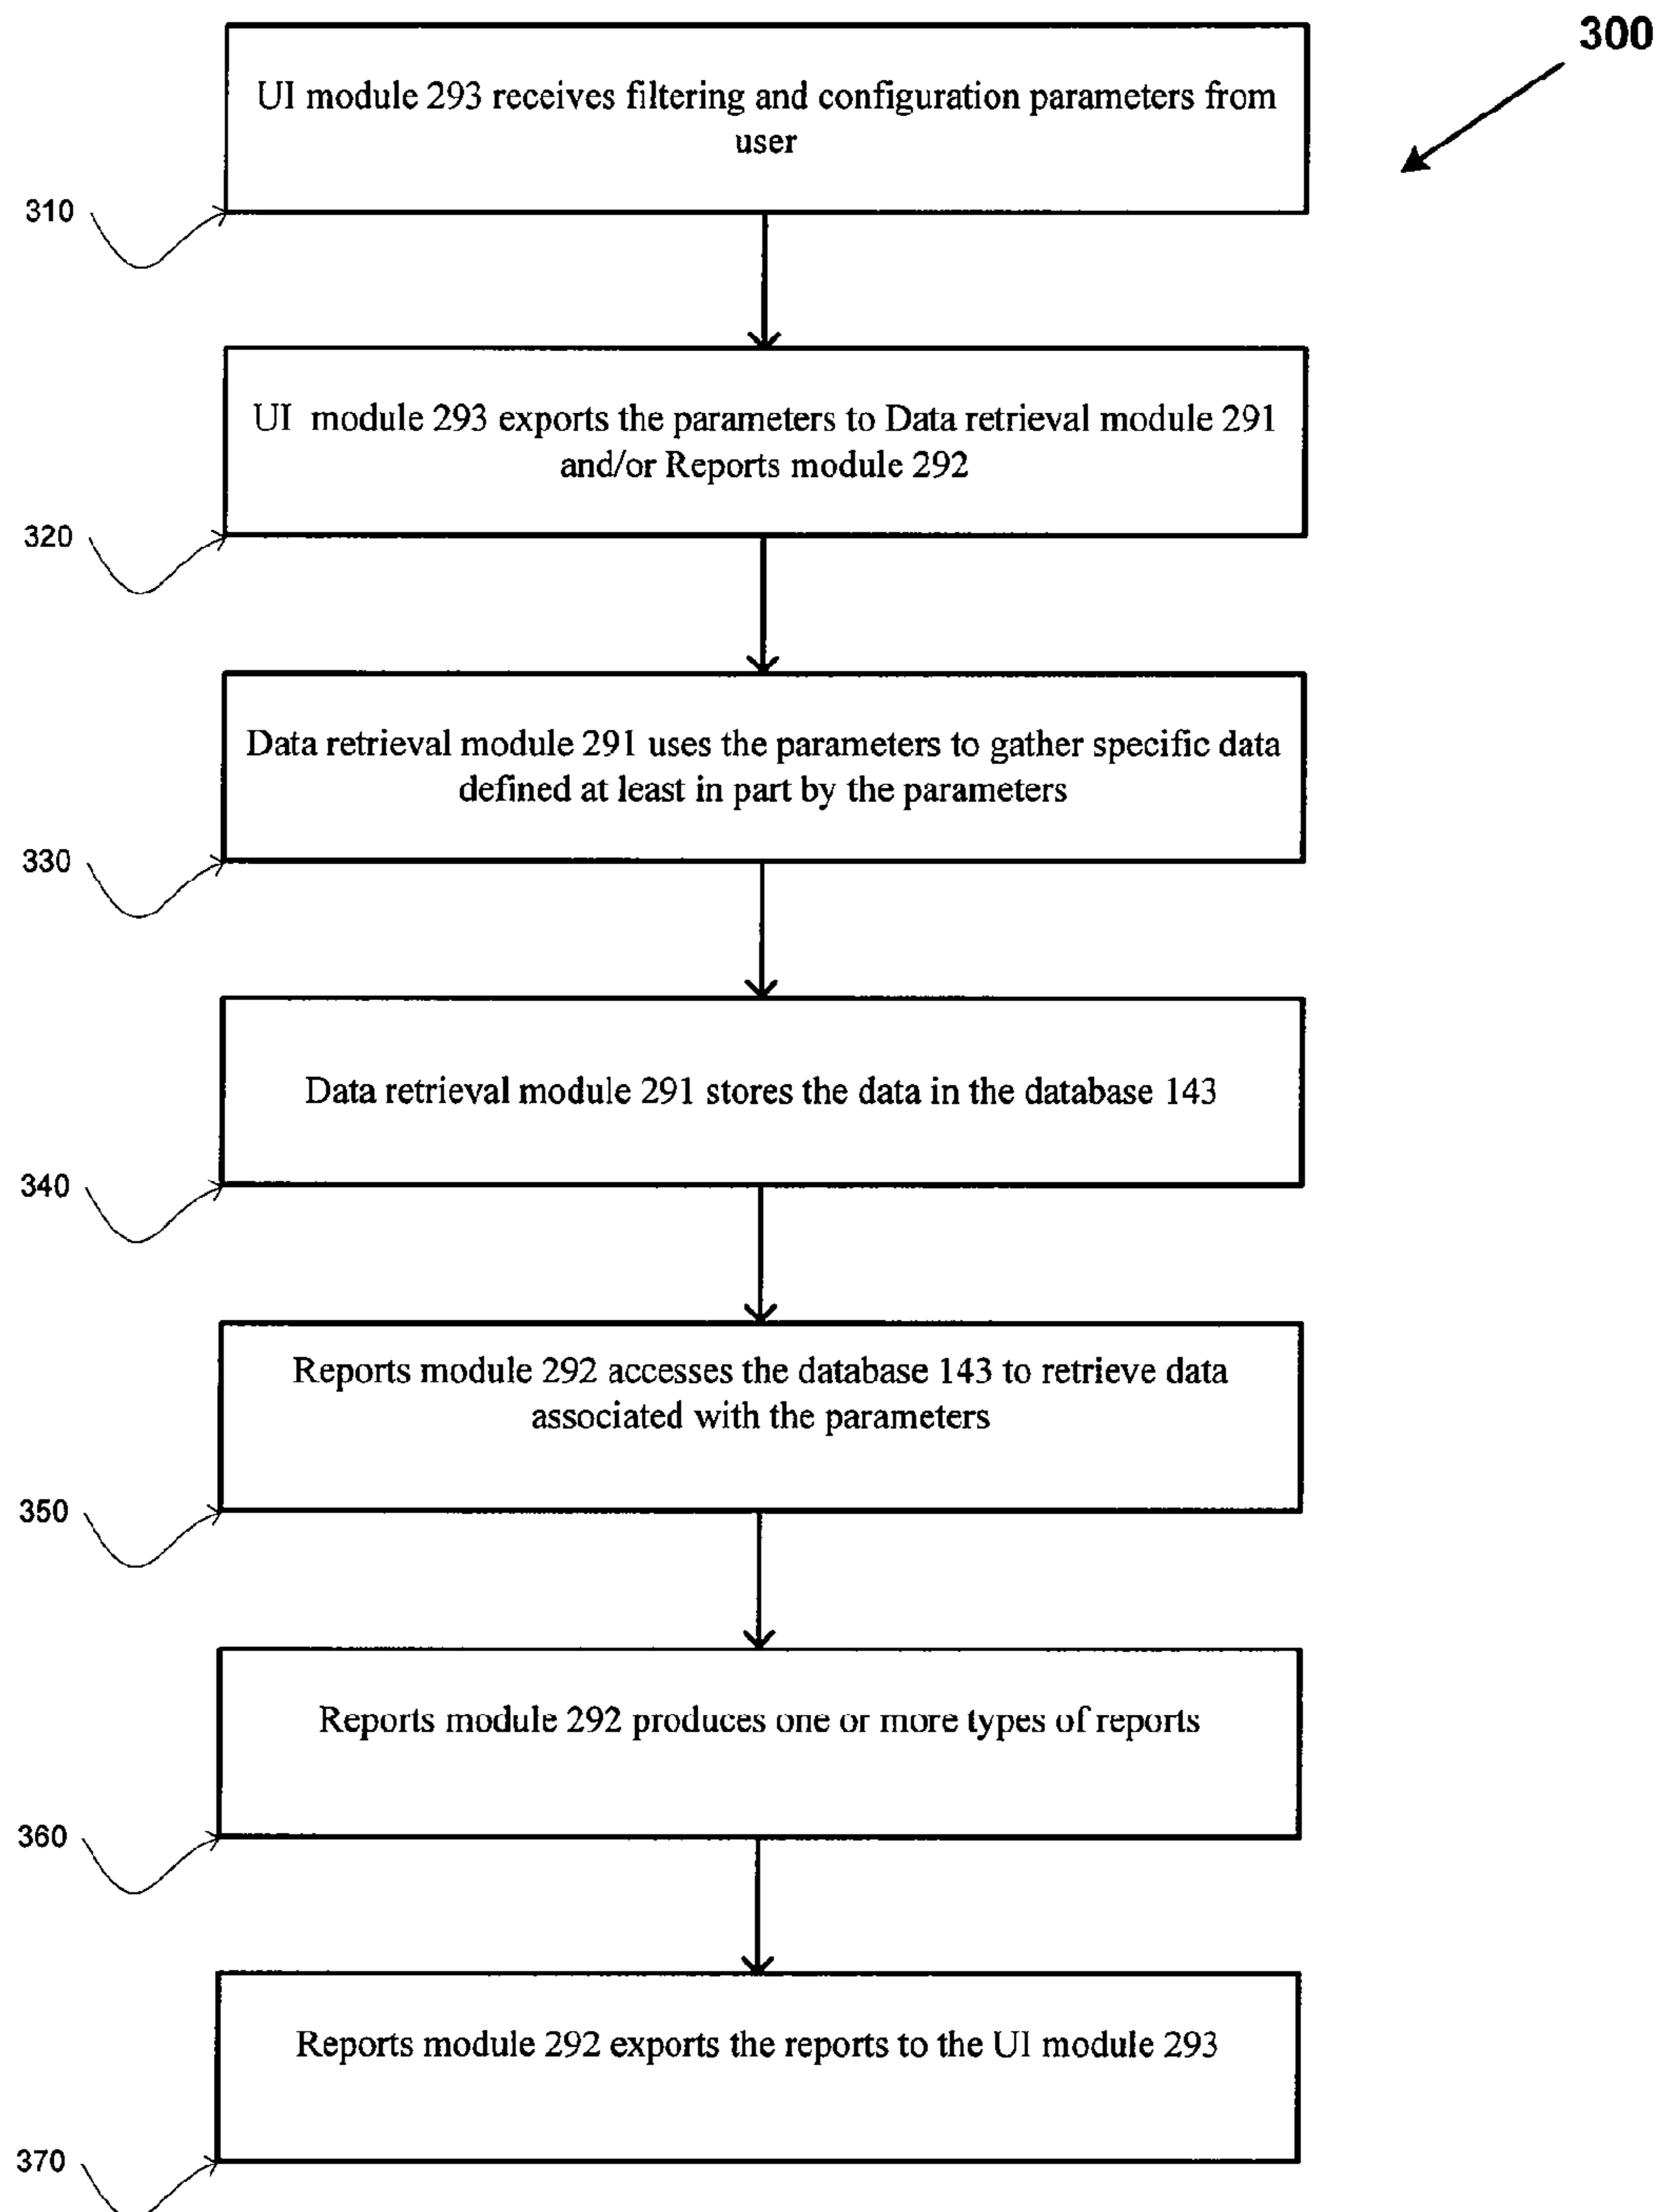 300
UI module 293 receives filtering and configuration parameters from
user
310
UI module 293 exports the parameters to Data retrieval module 291
and/or Reports module 292
320
Data retrieval module 291 uses the parameters to gather specific data
defined at least in part by the parameters
330
Data retrieval module 291 stores the data in the database 143
340
Reports module 292 accesses the database 143 to retrieve data
associated with the parameters
350
Reports module 292 produces one or more types of reports
360
Reports module 292 exports the reports to the UI module 293
370